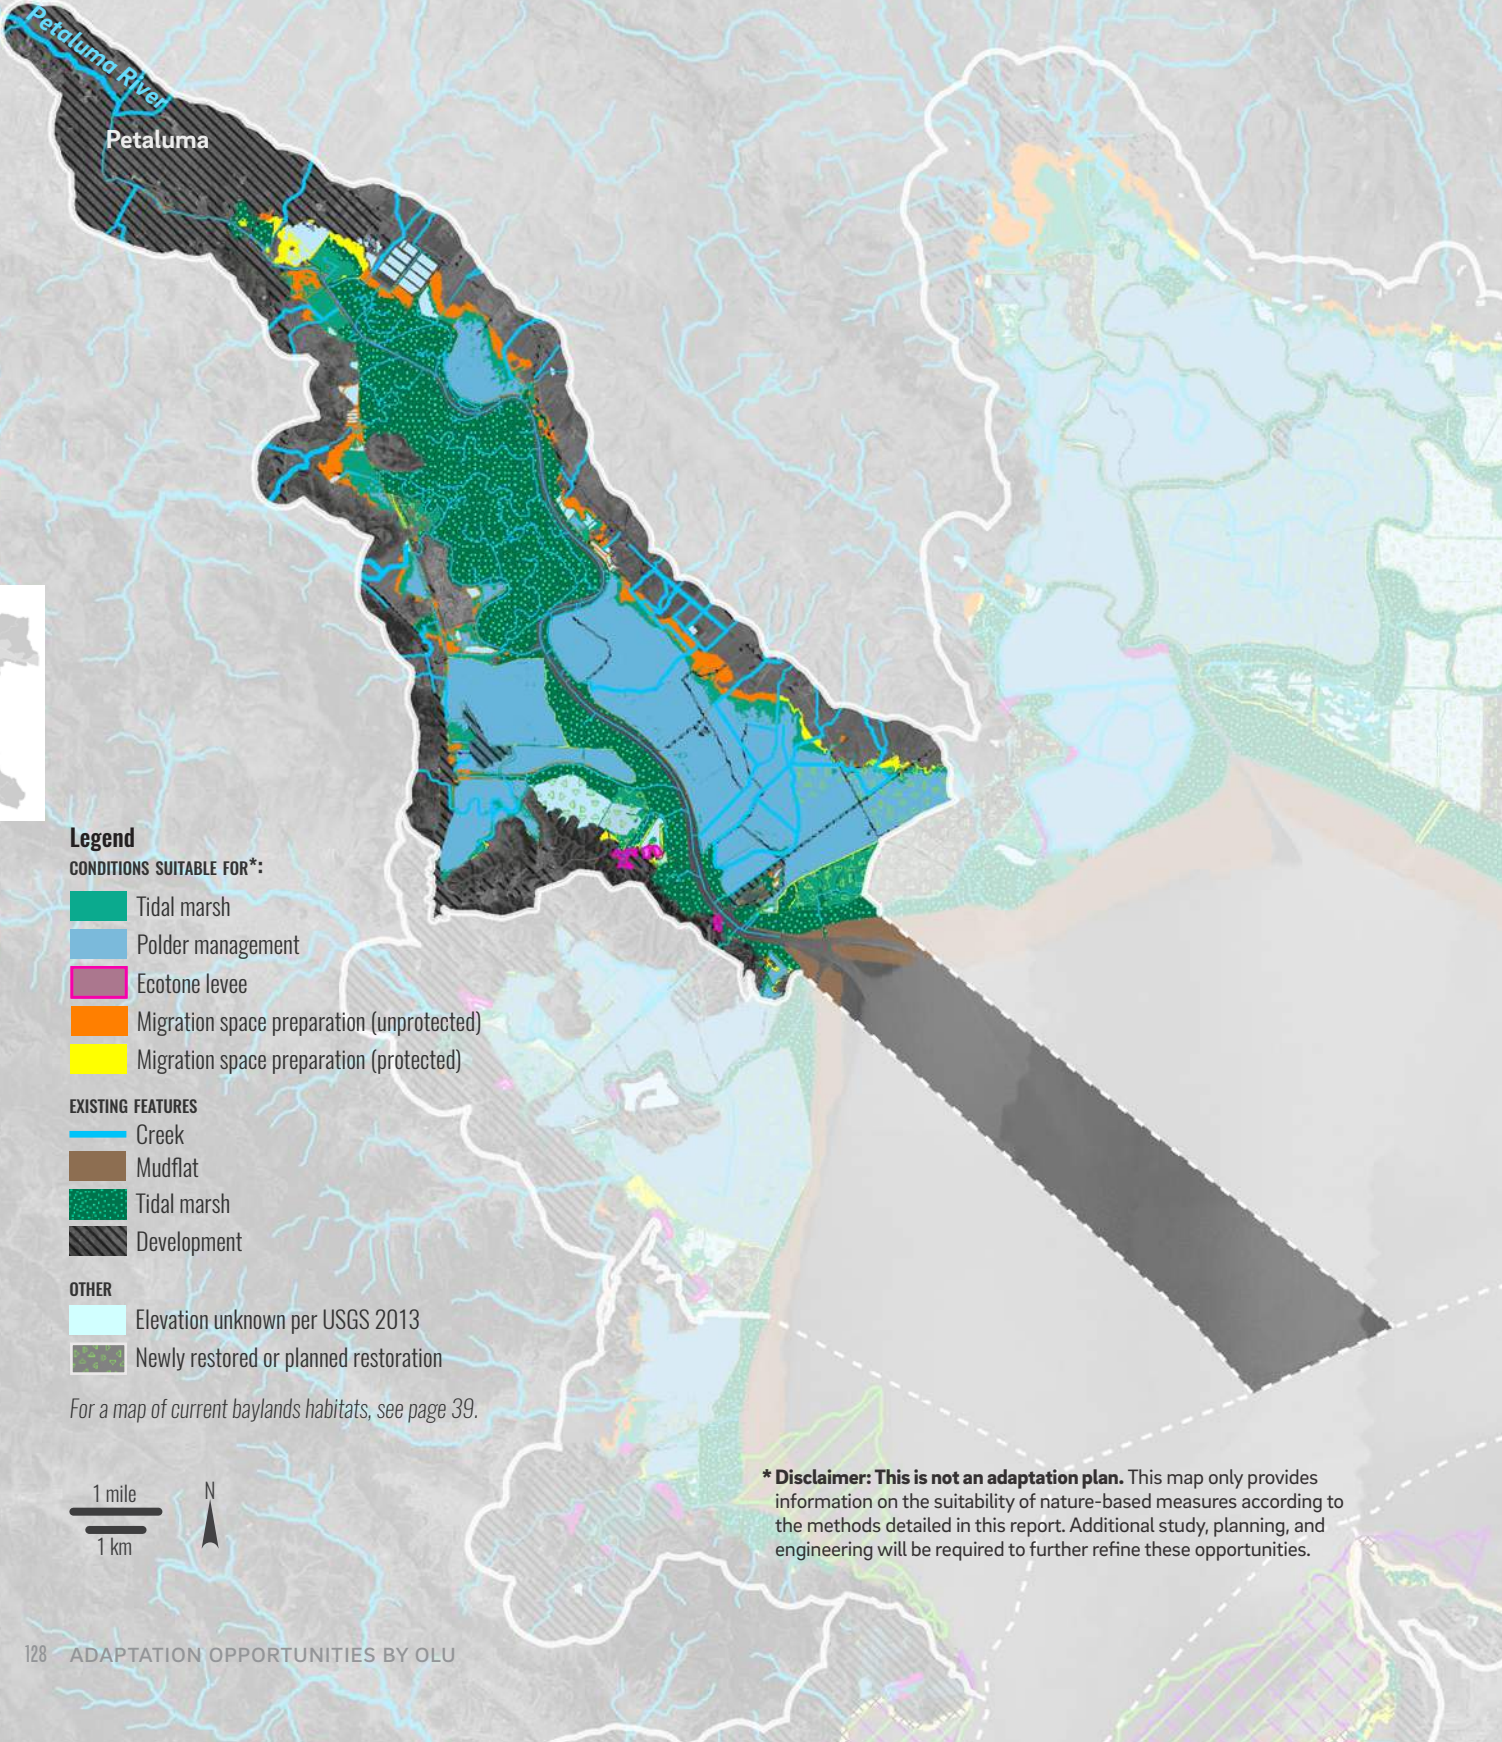 Petaluma River
Petaluma
Legend
CONDITIONS SUITABLE FOR*:
Tidal marsh
Polder management
Ecotone levee
Migration space preparation (unprotected)
Migration space preparation (protected)
EXISTING FEATURES
Creek
Mudflat
Tidal marsh
Development
OTHER
Elevation unknown per USGS 2013
Newly restored or planned restoration
For a map of current baylands habitats, see page 39.
1 mile
1 km
N
* Disclaimer: This is not an adaptation plan. This map only provides
information on the suitability of nature-based measures according to
the methods detailed in this report. Additional study, planning, and
engineering will be required to further refine these opportunities.
128 ADAPTATION OPPORTUNITIES BY OLU